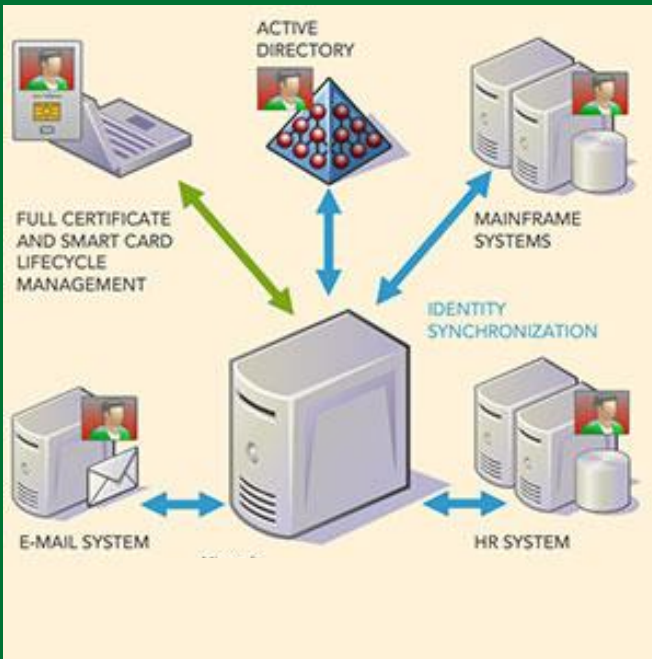 ACTIVE
DIRECTORY
FULL CERTIFICATE
AND SMART CARD
LIFECYCLE
MANAGEMENT
MAINFRAME
SYSTEMS
IDENTITY
SYNCHRONIZATION
E-MAIL SYSTEM
HR SYSTEM